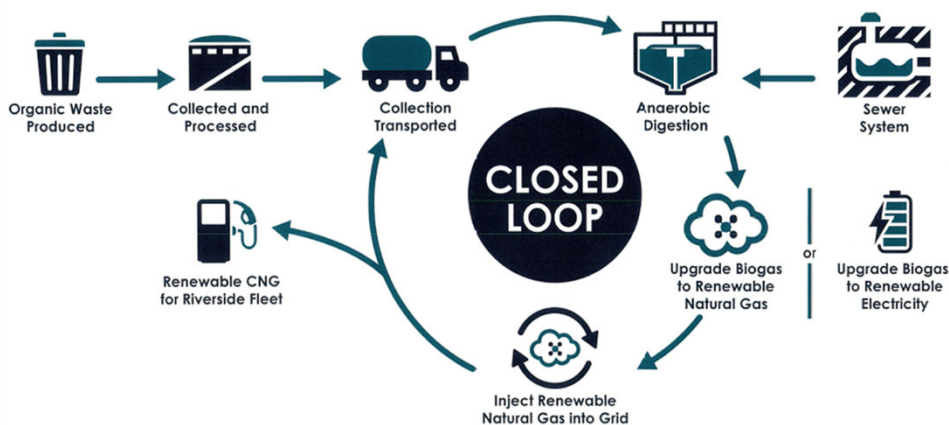 Organic Waste
Produced
Collected and
Processed
Collection
Transported
Anaerobic
Digestion
Sewer
System
CLOSED
LOOP
Renewable CNG
for Riverside Fleet
Upgrade Biogas
to Renewable
Natural Gas
or
Upgrade Biogas
to Renewable
Electricity
Inject Renewable
Natural Gas into Grid